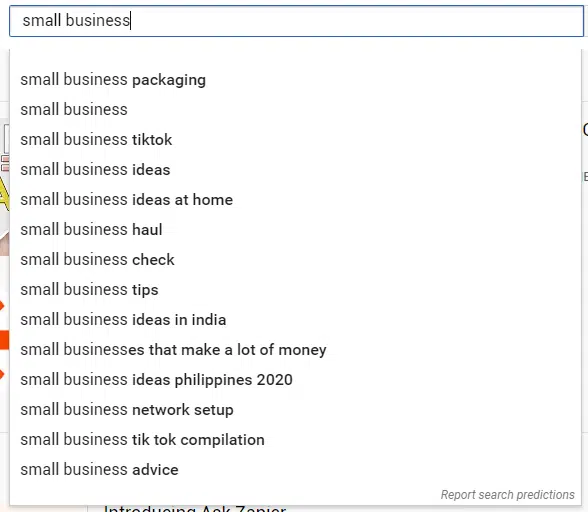 small business
small business packaging
small business
small business tiktok
small business ideas
small business ideas at home
small business haul
small business check
small business tips
small business ideas in india
small businesses that make a lot of money
small business ideas philippines 2020
small business network setup
small business tik tok compilation
small business advice
Report search predictions
Introducing Ask Zapier